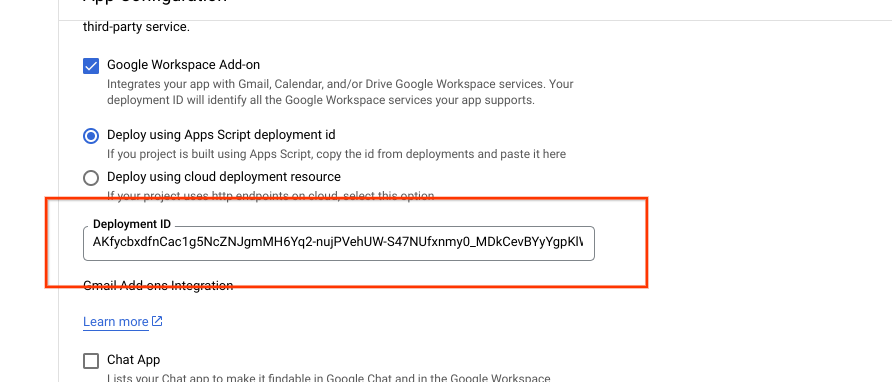 App Configuration
third-party service.
Google Workspace Add-on
Integrates your app with Gmail, Calendar, and/or Drive Google Workspace services. Your
deployment ID will identify all the Google Workspace services your app supports.
Deploy using Apps Script deployment id
If you project is built using Apps Script, copy the id from deployments and paste it here
Deploy using cloud deployment resource
If your project uses http endpoints on cloud, select this option
Deployment ID
AKfycbxdfnCac1g5NcZNJgmMH6Yq2-nujPVehUW-S47NUfxnmy0_MDkCevBYyYgpKl
Gmail Add-ons Integration
Learn more
Chat App
Lists your Chat app to make it findable in Google Chat and in the Google Workspace